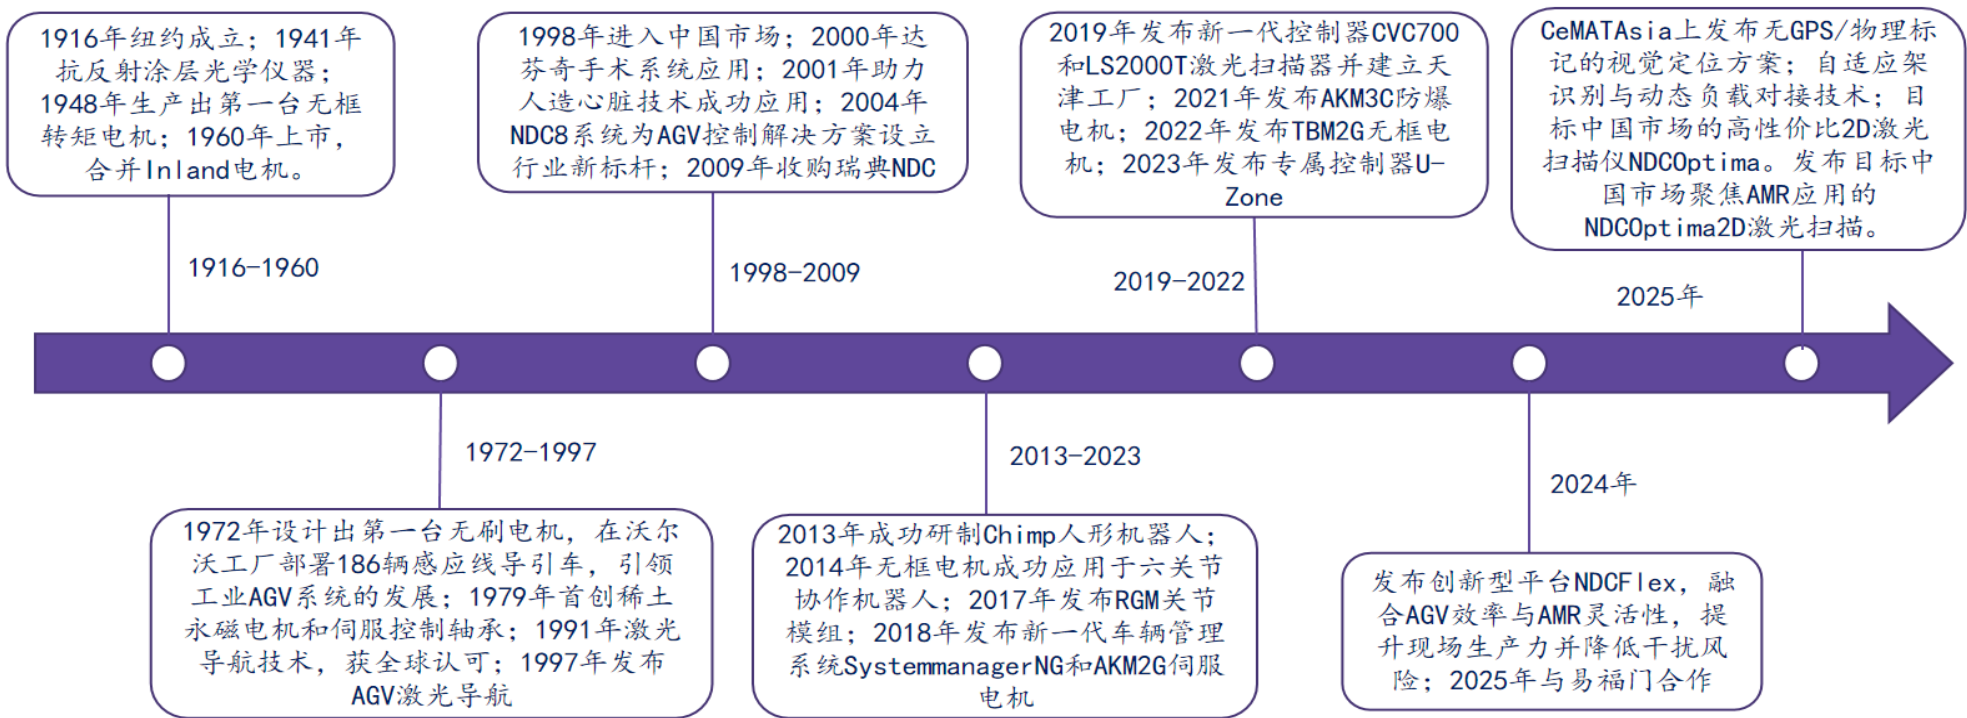 1916年纽约成立；1941年
抗反射涂层光学仪器；
1948年生产出第一台无框
转矩电机；1960年上市，
合并Inland电机。
1916-1960
1972-1997
1972年设计出第一台无刷电机，在沃尔
沃工厂部署186辆感应线导引车，引领
工业AGV系统的发展；1979年首创稀土
永磁电机和伺服控制轴承；1991年激光
导航技术，获全球认可；1997年发布
AGV激光导航
1998年进入中国市场；2000年达
芬奇手术系统应用；2001年助力
人造心脏技术成功应用；2004年
NDC8系统为AGV控制解决方案设立
行业新标杆；2009年收购瑞典NDC
1998-2009
2013-2023
2013年成功研制Chimp人形机器人；
2014年无框电机成功应用于六关节
协作机器人；2017年发布RGM关节
模组；2018年发布新一代车辆管理
系统SystemmanagerNG和AKM2G伺服
电机
2019年发布新一代控制器CVC700
和LS2000T激光扫描器并建立天
津工厂；2021年发布AKM3C防爆
电机；2022年发布TBM2G无框电
机；2023年发布专属控制器U-
Zone
2019-2022
2024年
发布创新型平台NDCFlex，融
合AGV效率与AMR灵活性，提
升现场生产力并降低干扰风
险；2025年与易福门合作
CeMATAsia上发布无GPS/物理标
记的视觉定位方案；自适应架
识别与动态负载对接技术；目
标中国市场的高性价比2D激光
扫描仪NDCOptima。发布目标中
国市场聚焦AMR应用的
NDCOptima2D激光扫描。
2025年